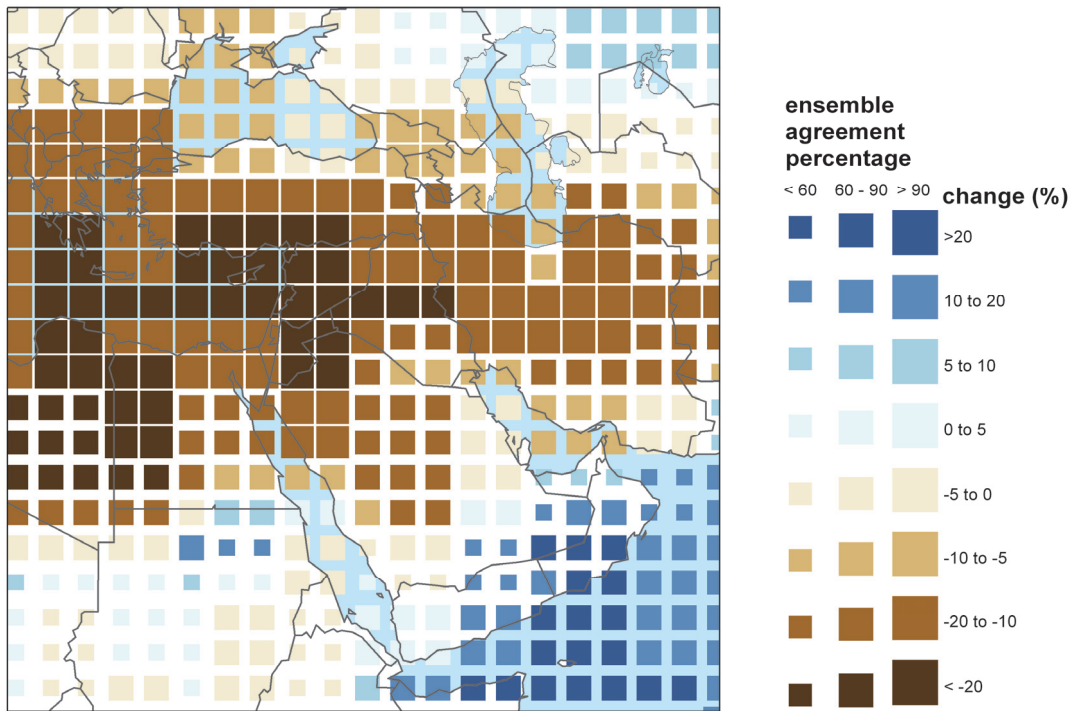 ensemble
agreement
percentage
< 60 60 - 90 > 90 change (%)
>20
10 to 20
5 to 10
0 to 5
-5 to 0
-10 to -5
-20 to -10
< -20